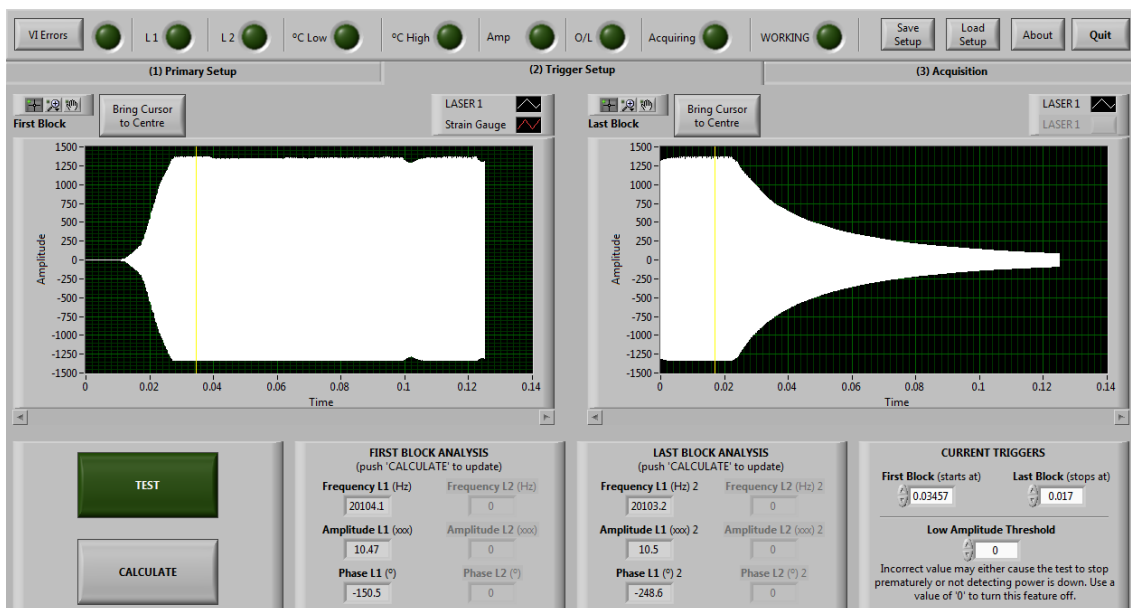 VI Errors L 1 L 2 ºC Low ºC High Amp O/L Acquiring WORKING Save Setup Load Setup About Quit
(1) Primary Setup (2) Trigger Setup (3) Acquisition
First Block
Bring Cursor
to Centre
LASER 1
Strain Gauge
1500
1250
1000
750
500
250
0
-250
-500
-750
-1000
-1250
-1500
Amplitude
0 0.02 0.04 0.06 0.08 0.1 0.12 0.14
Time
Last Block
Bring Cursor
to Centre
LASER 1
LASER 1
1500
1250
1000
750
500
250
0
-250
-500
-750
-1000
-1250
-1500
Amplitude
0 0.02 0.04 0.06 0.08 0.1 0.12 0.14
Time
TEST
CALCULATE
FIRST BLOCK ANALYSIS
(push 'CALCULATE' to update)
Frequency L1 (Hz) Frequency L2 (Hz)
20104.1 0
Amplitude L1 (xxx) Amplitude L2 (xxx)
10.47 0
Phase L1 (º) Phase L2 (º)
-150.5 0
LAST BLOCK ANALYSIS
(push 'CALCULATE' to update)
Frequency L1 (Hz) 2 Frequency L2 (Hz) 2
20103.2 0
Amplitude L1 (xxx) 2 Amplitude L2 (xxx) 2
10.5 0
Phase L1 (º) 2 Phase L2 (º) 2
-248.6 0
CURRENT TRIGGERS
First Block (starts at) Last Block (stops at)
0.03457 0.017
Low Amplitude Threshold
0
Incorrect value may either cause the test to stop
prematurely or not detecting power is down. Use a
value of '0' to turn this feature off.